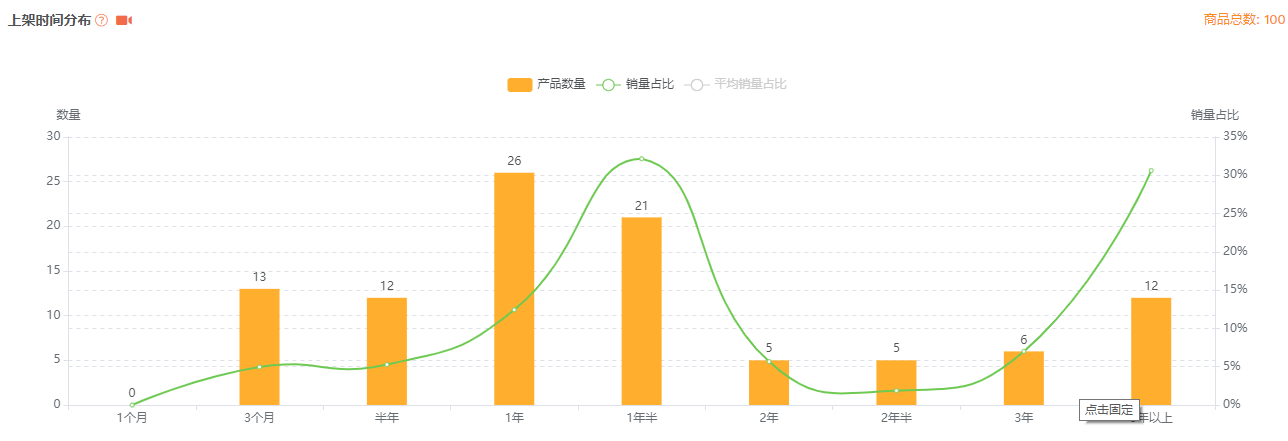 上架时间分布 ?
商品总数: 100
产品数量 销量占比 平均销量占比
数量 销量占比
30 35%
25 30%
20 25%
15 20%
10 15%
5 10%
0 5%
0%
0 13 12 26 21 5 5 6 12
1个月 3个月 半年 1年 1年半 2年 2年半 3年 年以上
点击固定